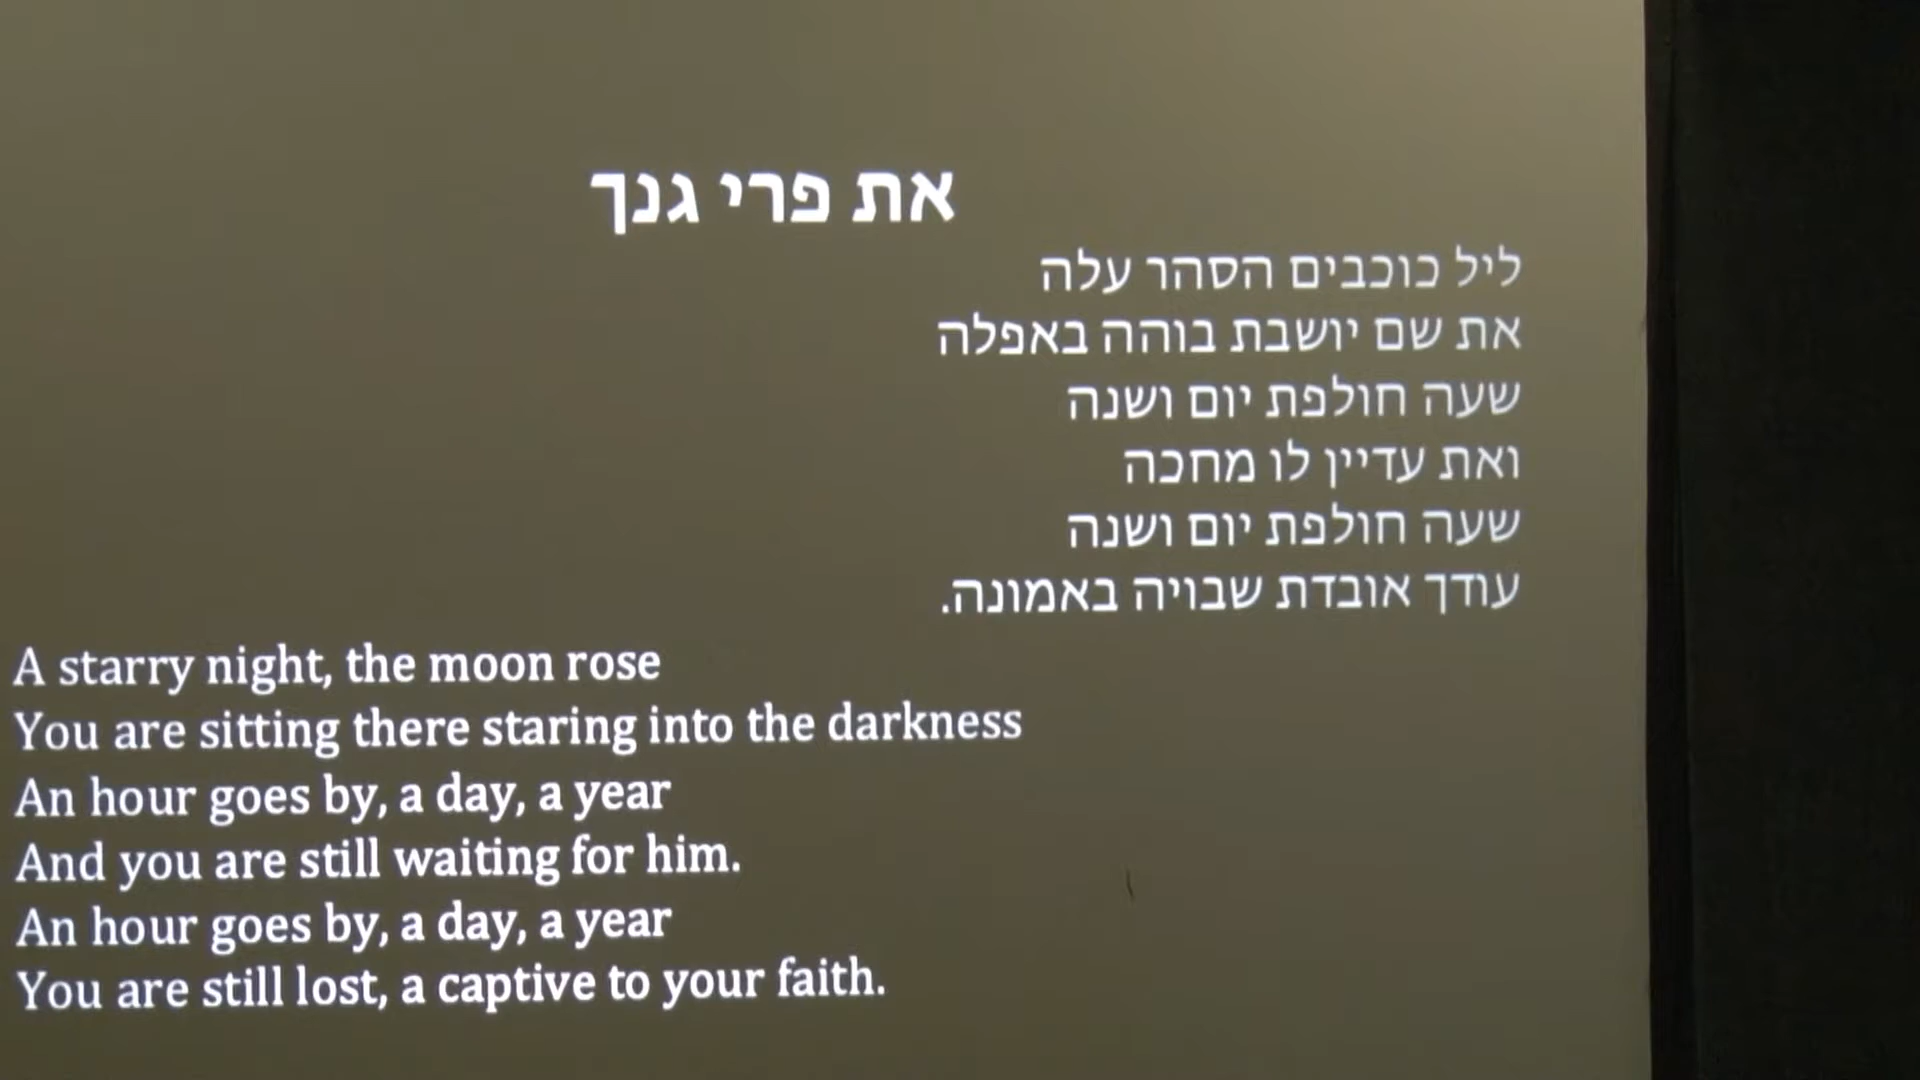 את פרי גנך
ליל כוכבים הסהר עלה
את שם יושבת בוהה באפלה
שעה חולפת יום ושנה
ואת עדיין לו מחכה
שעה חולפת יום ושנה
עודך אובדת שבויה באמונה.
A starry night, the moon rose
You are sitting there staring into the darkness
An hour goes by, a day, a year
And you are still waiting for him.
An hour goes by, a day, a year
You are still lost, a captive to your faith.